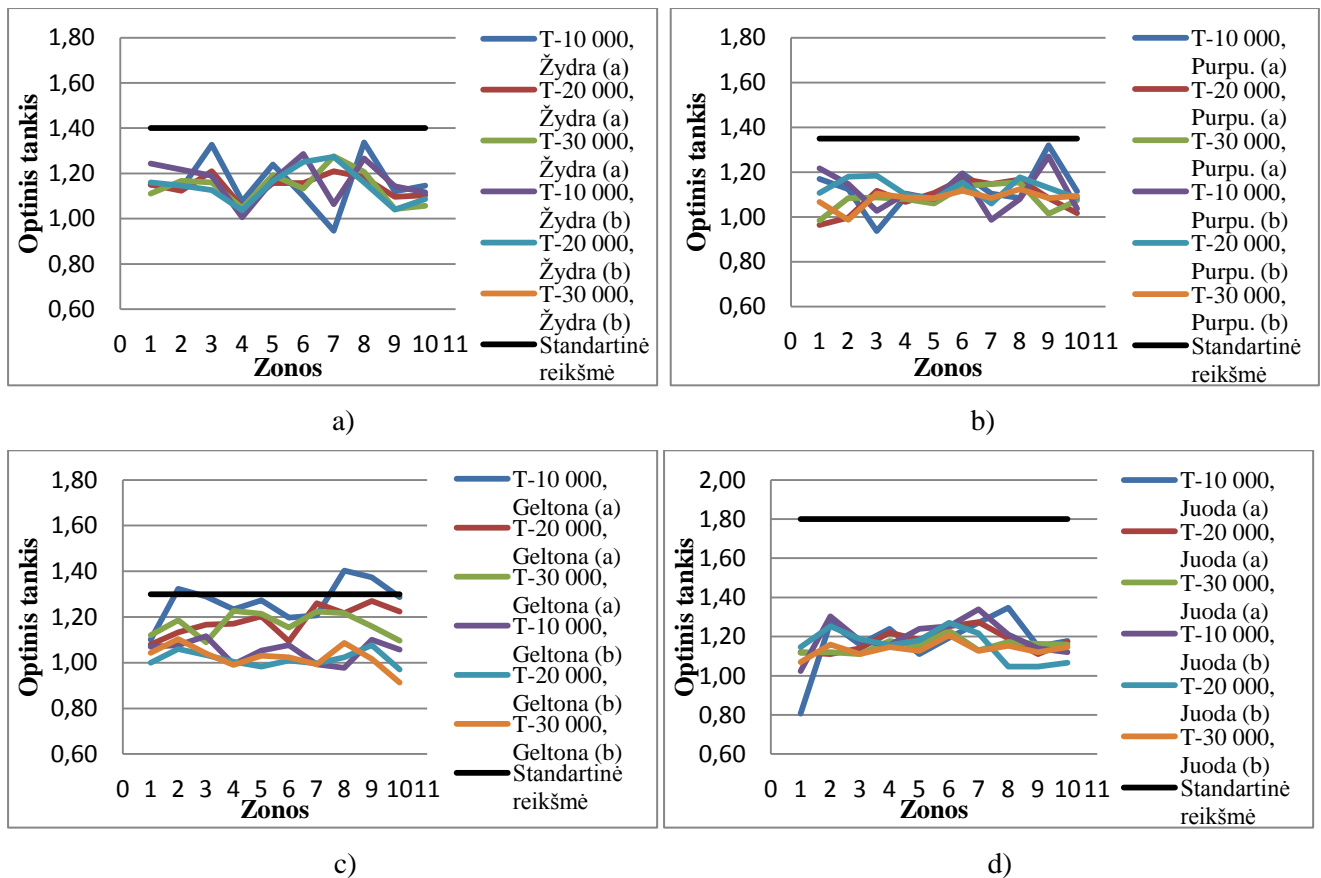 Optinis tankis
1,80
1,60
1,40
1,20
1,00
0,80
0,60
0 1 2 3 4 5 6 7 8 9 10 11
Zonos
T-10 000,
Žydra (a)
T-20 000,
Žydra (a)
T-30 000,
Žydra (a)
T-10 000,
Žydra (b)
T-20 000,
Žydra (b)
T-30 000,
Žydra (b)
Standartinė
reikšmė
a)
Optinis tankis
1,80
1,60
1,40
1,20
1,00
0,80
0,60
0 1 2 3 4 5 6 7 8 9 10 11
Zonos
T-10 000,
Purpu. (a)
T-20 000,
Purpu. (a)
T-30 000,
Purpu. (a)
T-10 000,
Purpu. (b)
T-20 000,
Purpu. (b)
T-30 000,
Purpu. (b)
Standartinė
reikšmė
b)
Optinis tankis
1,80
1,60
1,40
1,20
1,00
0,80
0,60
0 1 2 3 4 5 6 7 8 9 10 11
Zonos
T-10 000,
Geltona (a)
T-20 000,
Geltona (a)
T-30 000,
Geltona (a)
T-10 000,
Geltona (b)
T-20 000,
Geltona (b)
T-30 000,
Geltona (b)
Standartinė
reikšmė
c)
Optinis tankis
2,00
1,80
1,60
1,40
1,20
1,00
0,80
0,60
0 1 2 3 4 5 6 7 8 9 10 11
Zonos
T-10 000,
Juoda (a)
T-20 000,
Juoda (a)
T-30 000,
Juoda (a)
T-10 000,
Juoda (b)
T-20 000,
Juoda (b)
T-30 000,
Juoda (b)
Standartinė
reikšmė
d)